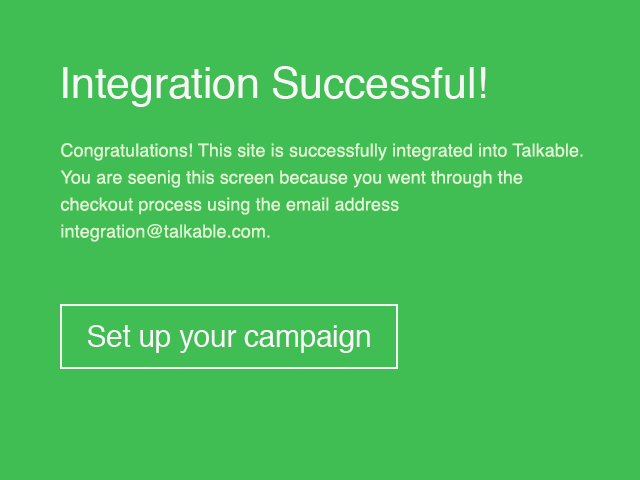 Integration Successful!
Congratulations! This site is successfully integrated into Talkable.
You are seenig this screen because you went through the
checkout process using the email address
integration@talkable.com.
Set up your campaign